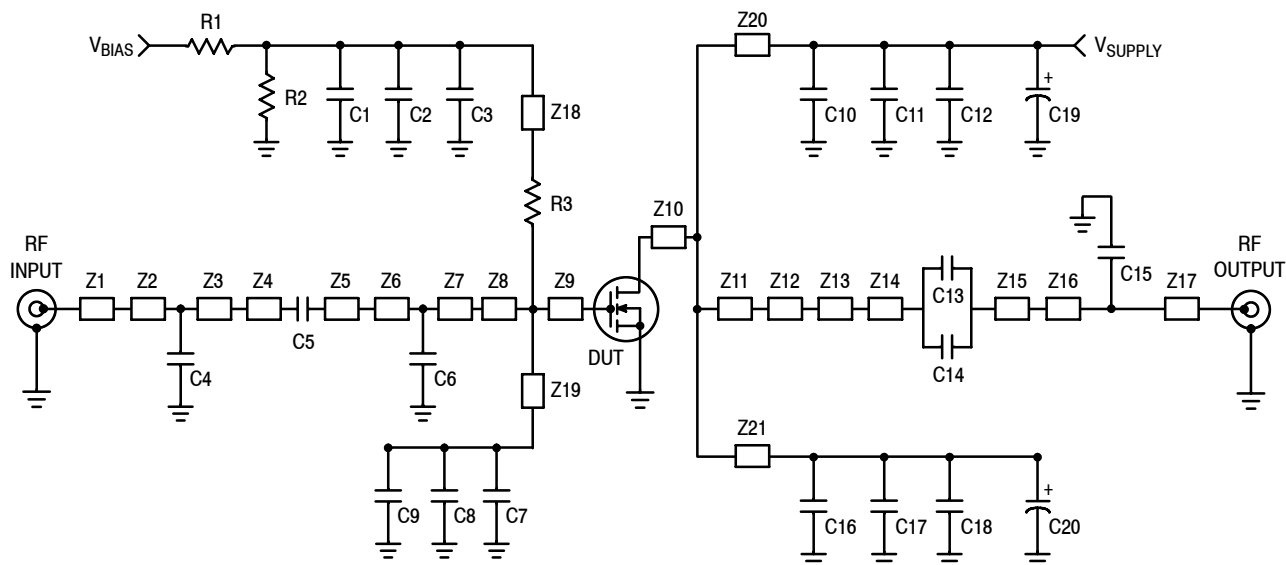 R1
VBIAS
R2
C1
C2
C3
Z18
R3
RF
INPUT
Z1
Z2
Z3
Z4
Z5
Z6
Z7
Z8
Z9
C5
C4
C6
Z19
DUT
C9
C8
C7
Z10
Z20
VSUPPLY
C10
C11
C12
+
C19
Z11
Z12
Z13
Z14
C13
C14
Z15
Z16
C15
Z17
RF
OUTPUT
Z21
C16
C17
C18
+
C20